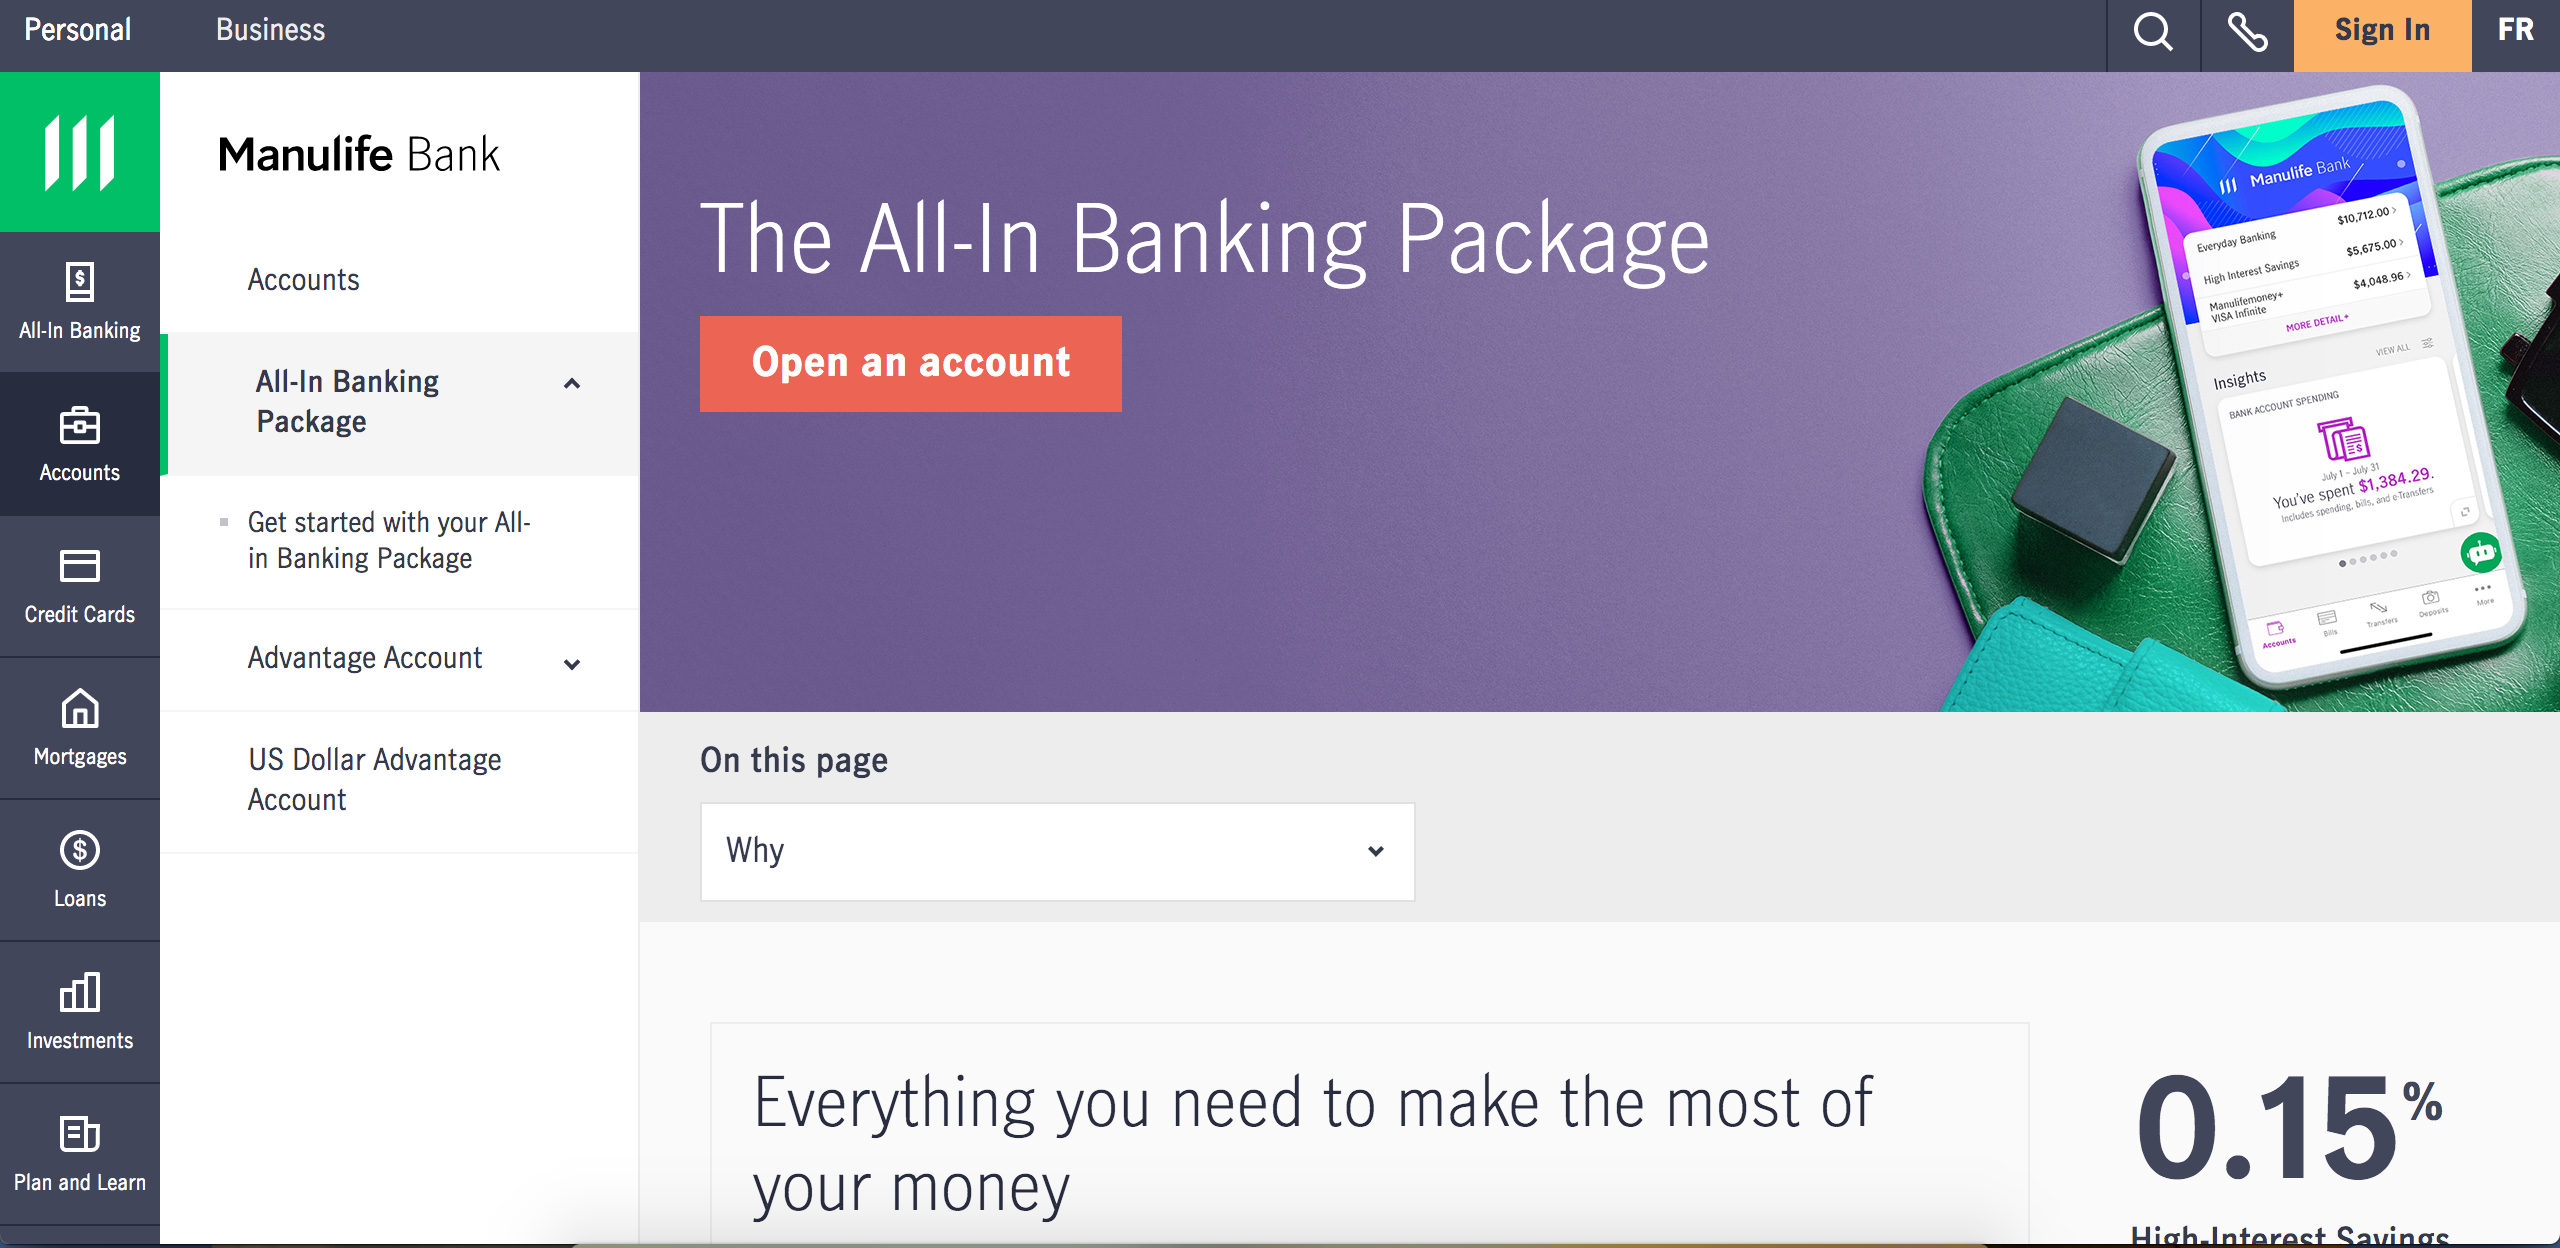 Personal
Business
Sign In
FR
All-In Banking
Accounts
Credit Cards
Mortgages
Loans
Investments
Plan and Learn
Manulife Bank
Accounts
All-In Banking
Package
Get started with your All-
in Banking Package
Advantage Account
US Dollar Advantage
Account
The All-In Banking Package
Open an account
Manulife Bank
Everyday Banking $10,712.00
High Interest Savings $5,675.00
Manulifemoney+
VISA Infinite $4,048.96
MORE DETAIL+
VIEW ALL
Insights
BANK ACCOUNT SPENDING
July 1 – July 31
You've spent $1,384.29.
Includes spending, bills, and e-Transfers
Accounts
Bills
Transfers
Deposits
More
On this page
Why
Everything you need to make the most of
your money
0.15%
High-Interest Savings